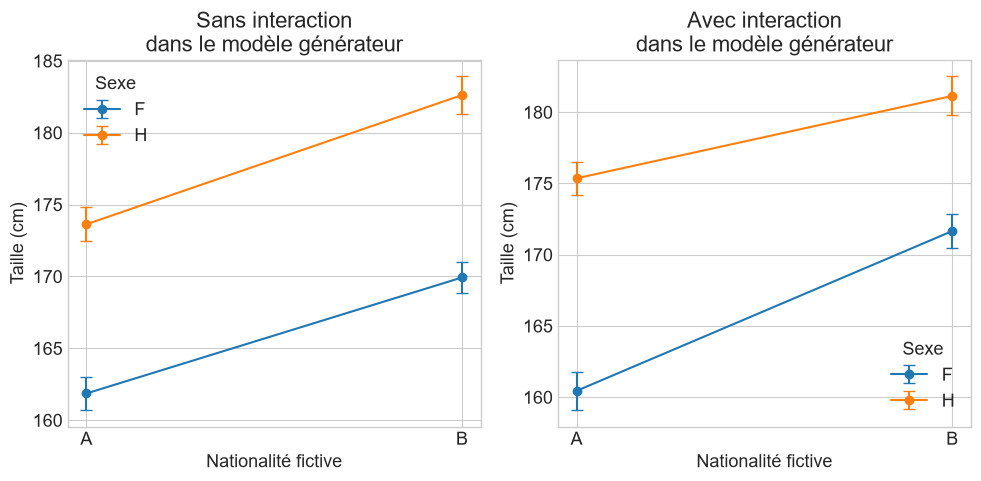 Sans interaction
dans le modèle générateur
185
180
175
170
165
160
Taille (cm)
Sexe
F
H
A
B
Nationalité fictive
Avec interaction
dans le modèle générateur
180
175
170
165
160
Taille (cm)
Sexe
F
H
A
B
Nationalité fictive